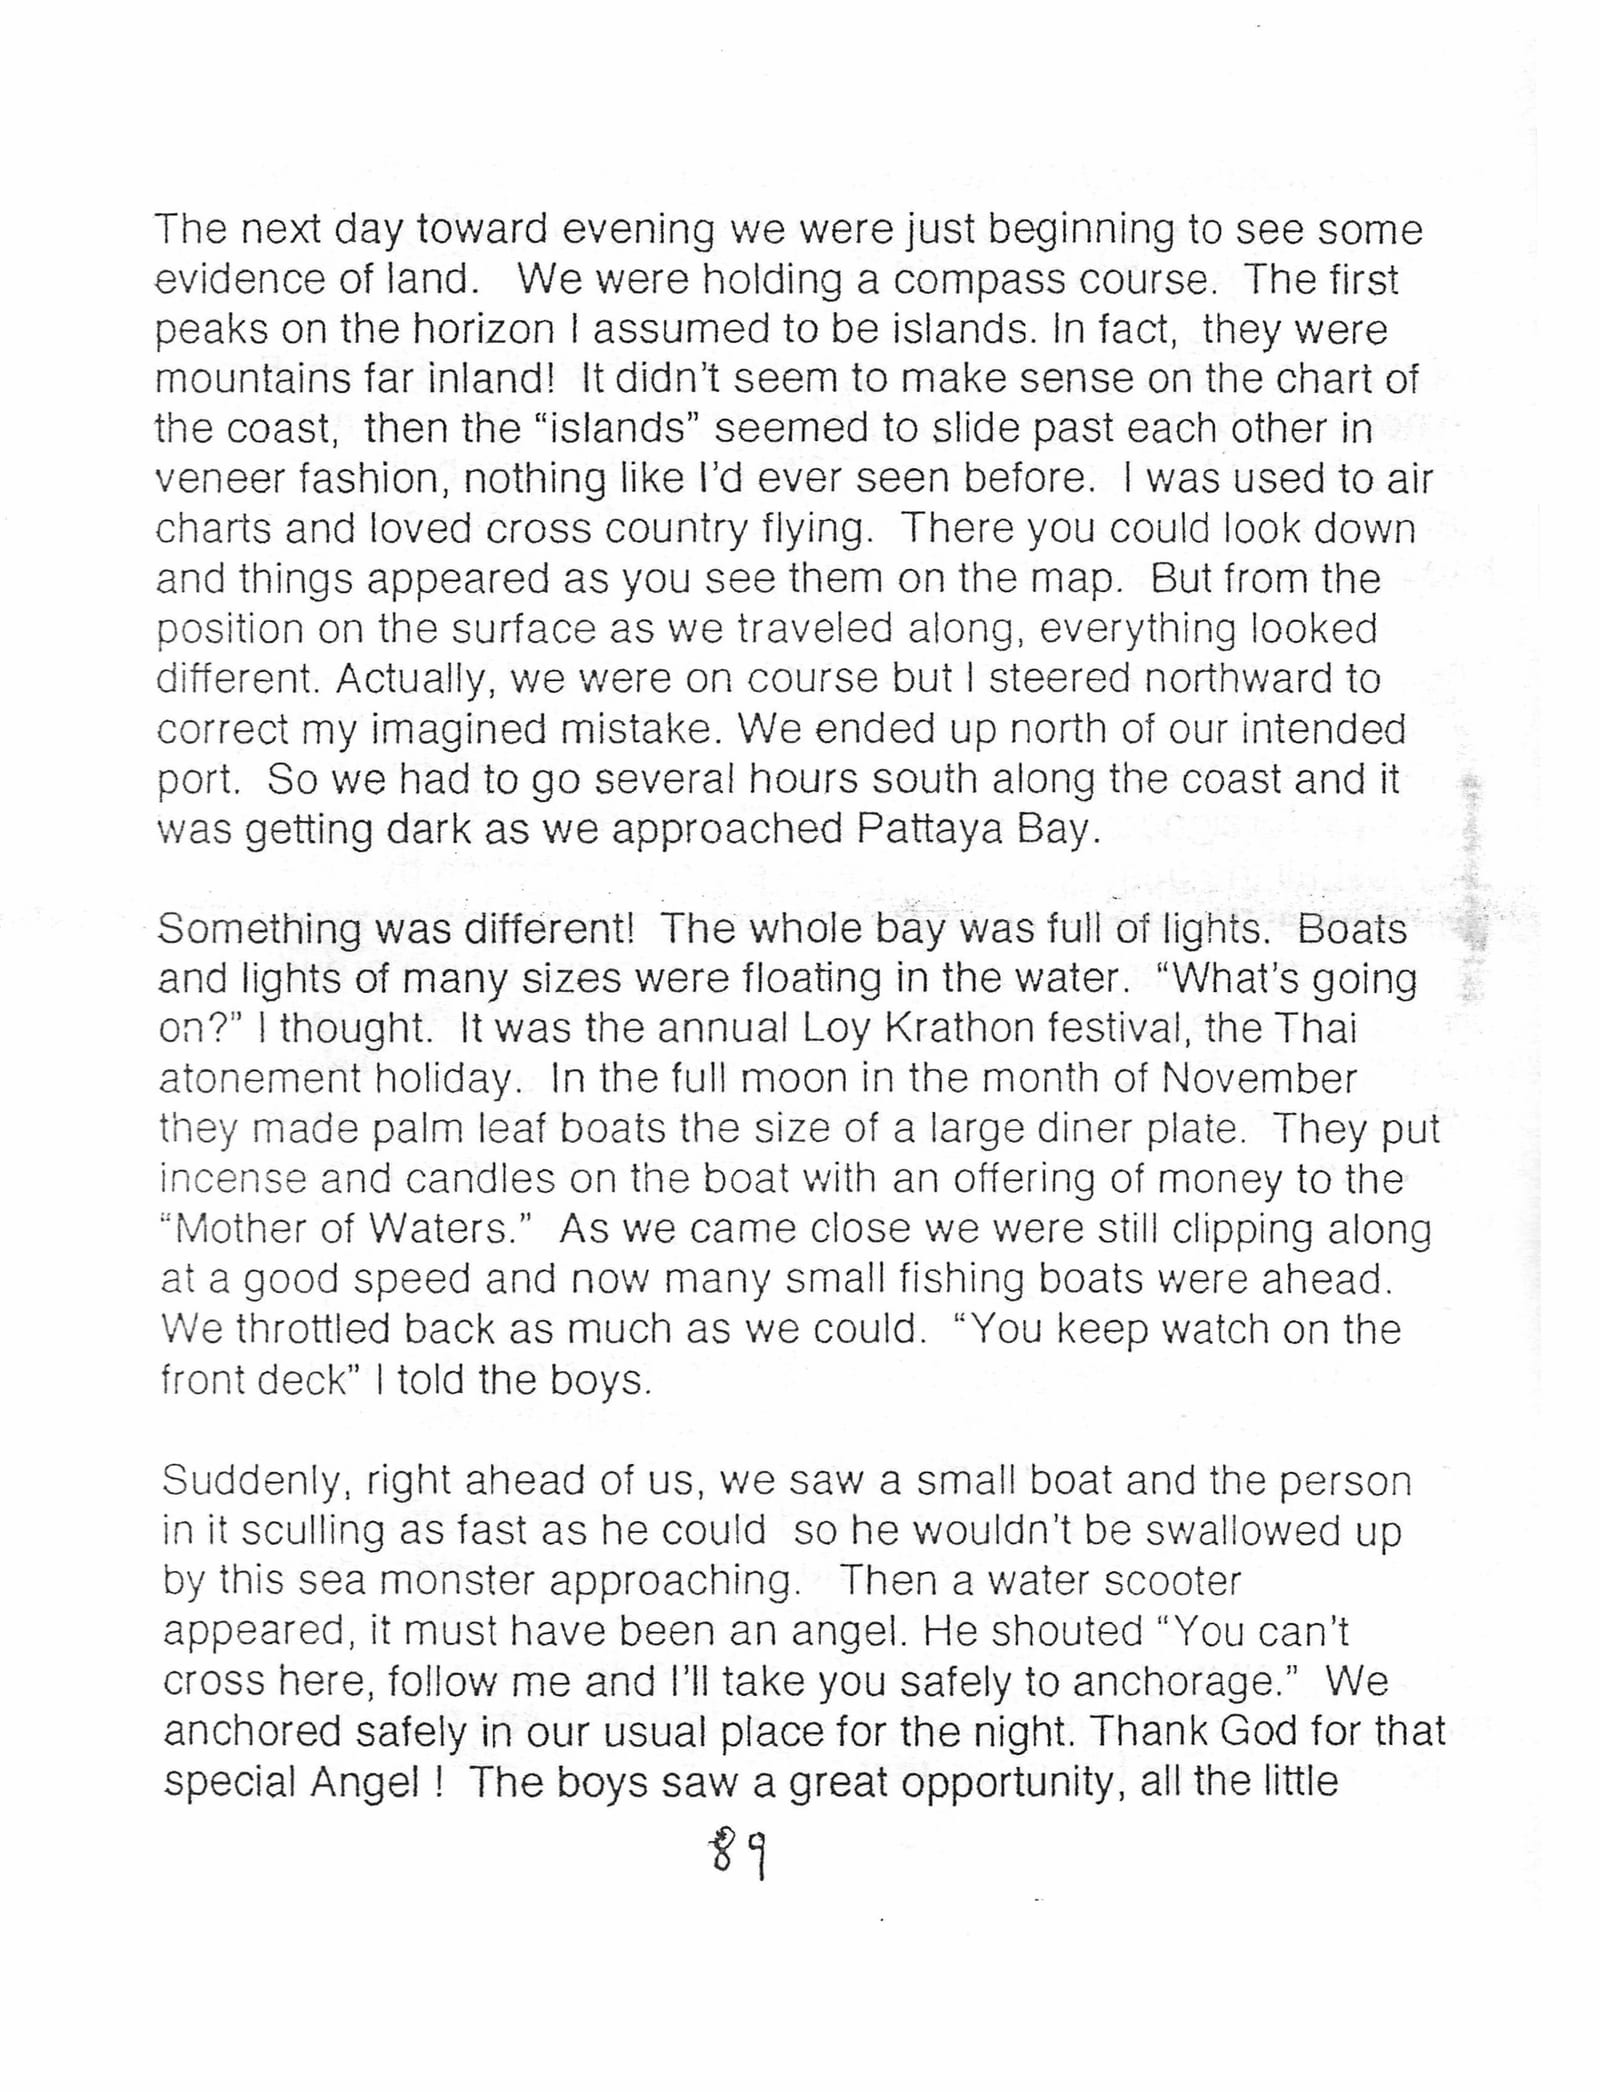 The next day toward evening we were just beginning to see some
evidence of land. We were holding a compass course. The first
peaks on the horizon I assumed to be islands. In fact, they were
mountains far inland! It didn't seem to make sense on the chart of
the coast, then the “islands” seemed to slide past each other in
veneer fashion, nothing like I'd ever seen before. I was used to air
charts and loved cross country flying. There you could look down
and things appeared as you see them on the map. But from the
position on the surface as we traveled along, everything looked
different. Actually, we were on course but I steered northward to
correct my imagined mistake. We ended up north of our intended
port. So we had to go several hours south along the coast and it
was getting dark as we approached Pattaya Bay.

Something was different! The whole bay was full of lights. Boats
and lights of many sizes were floating in the water. “What's going
on?” I thought. It was the annual Loy Krathon festival, the Thai
atonement holiday. In the full moon in the month of November
they made palm leaf boats the size of a large diner plate. They put
incense and candles on the boat with an offering of money to the
“Mother of Waters.” As we came close we were still clipping along
at a good speed and now many small fishing boats were ahead.
We throttled back as much as we could. “You keep watch on the
front deck” I told the boys.

Suddenly, right ahead of us, we saw a small boat and the person
in it sculling as fast as he could so he wouldn't be swallowed up
by this sea monster approaching. Then a water scooter
appeared, it must have been an angel. He shouted “You can't
cross here, follow me and I'll take you safely to anchorage.” We
anchored safely in our usual place for the night. Thank God for that
special Angel ! The boys saw a great opportunity, all the little
89